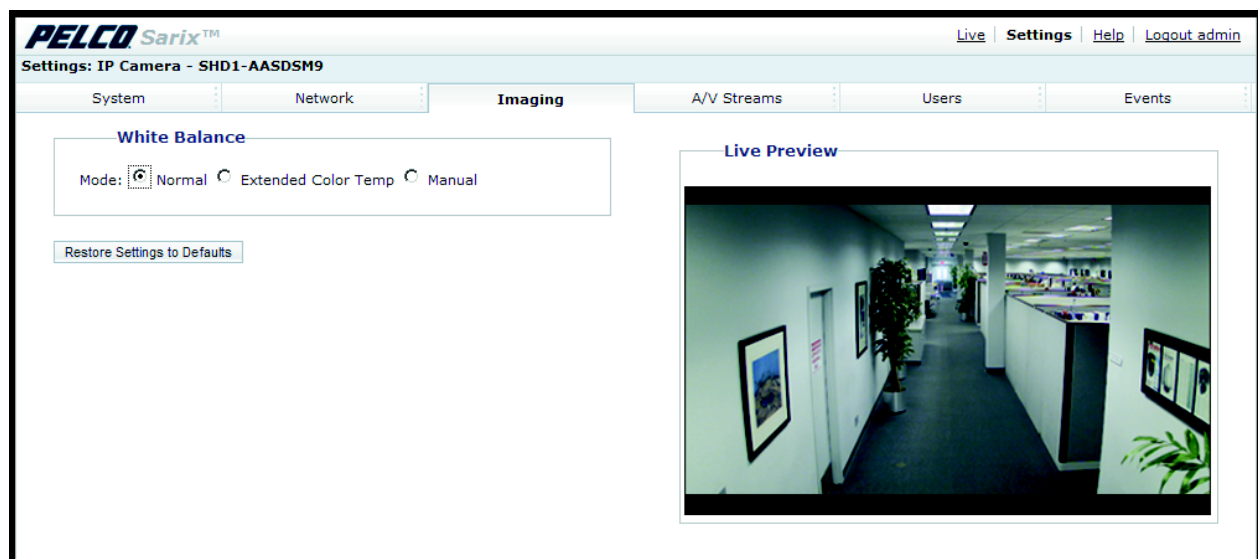 PELCO Sarix™
Live | Settings | Help | Logout admin
Settings: IP Camera - SHD1-AASDSM9
System Network Imaging A/V Streams Users Events
White Balance
Mode: Normal Extended Color Temp Manual
Restore Settings to Defaults
Live Preview